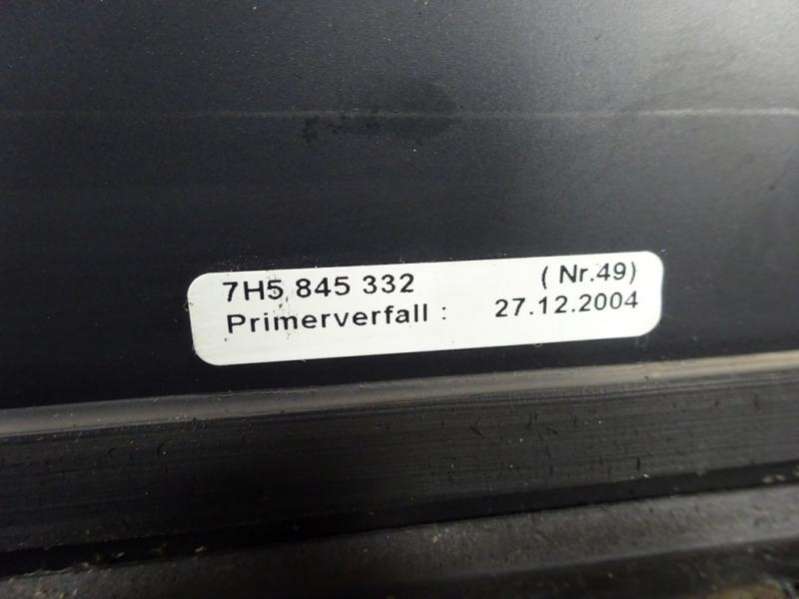 7H5 845 332 ( Nr.49)
Primerverfall : 27.12.2004